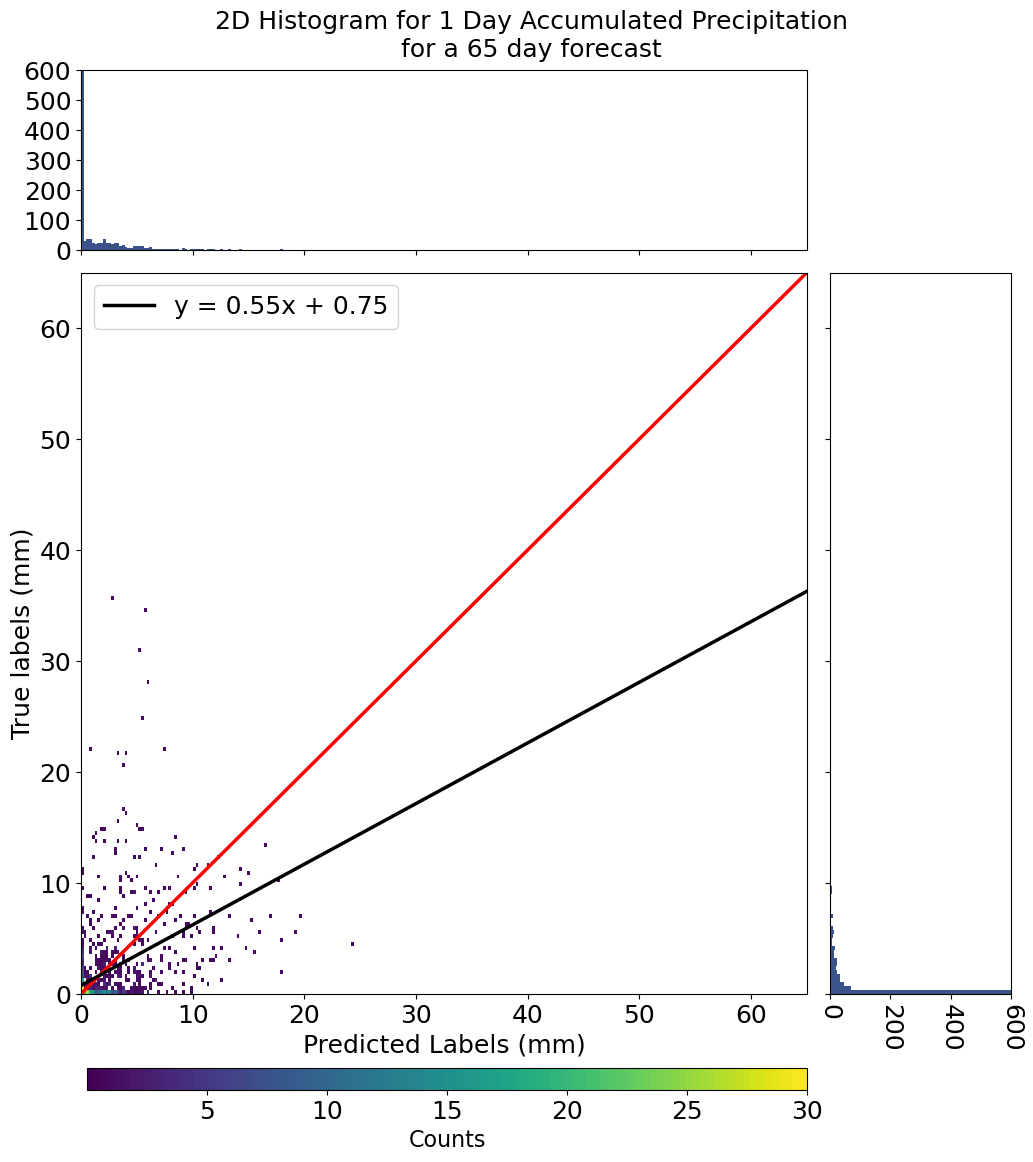 2D Histogram for 1 Day Accumulated Precipitation
for a 65 day forecast
600
500
400
300
200
100
0
y = 0.55x + 0.75
60
50
40
30
20
10
0
True labels (mm)
0 10 20 30 40 50 60
Predicted Labels (mm)
0 200 400 600
5 10 15 20 25 30
Counts